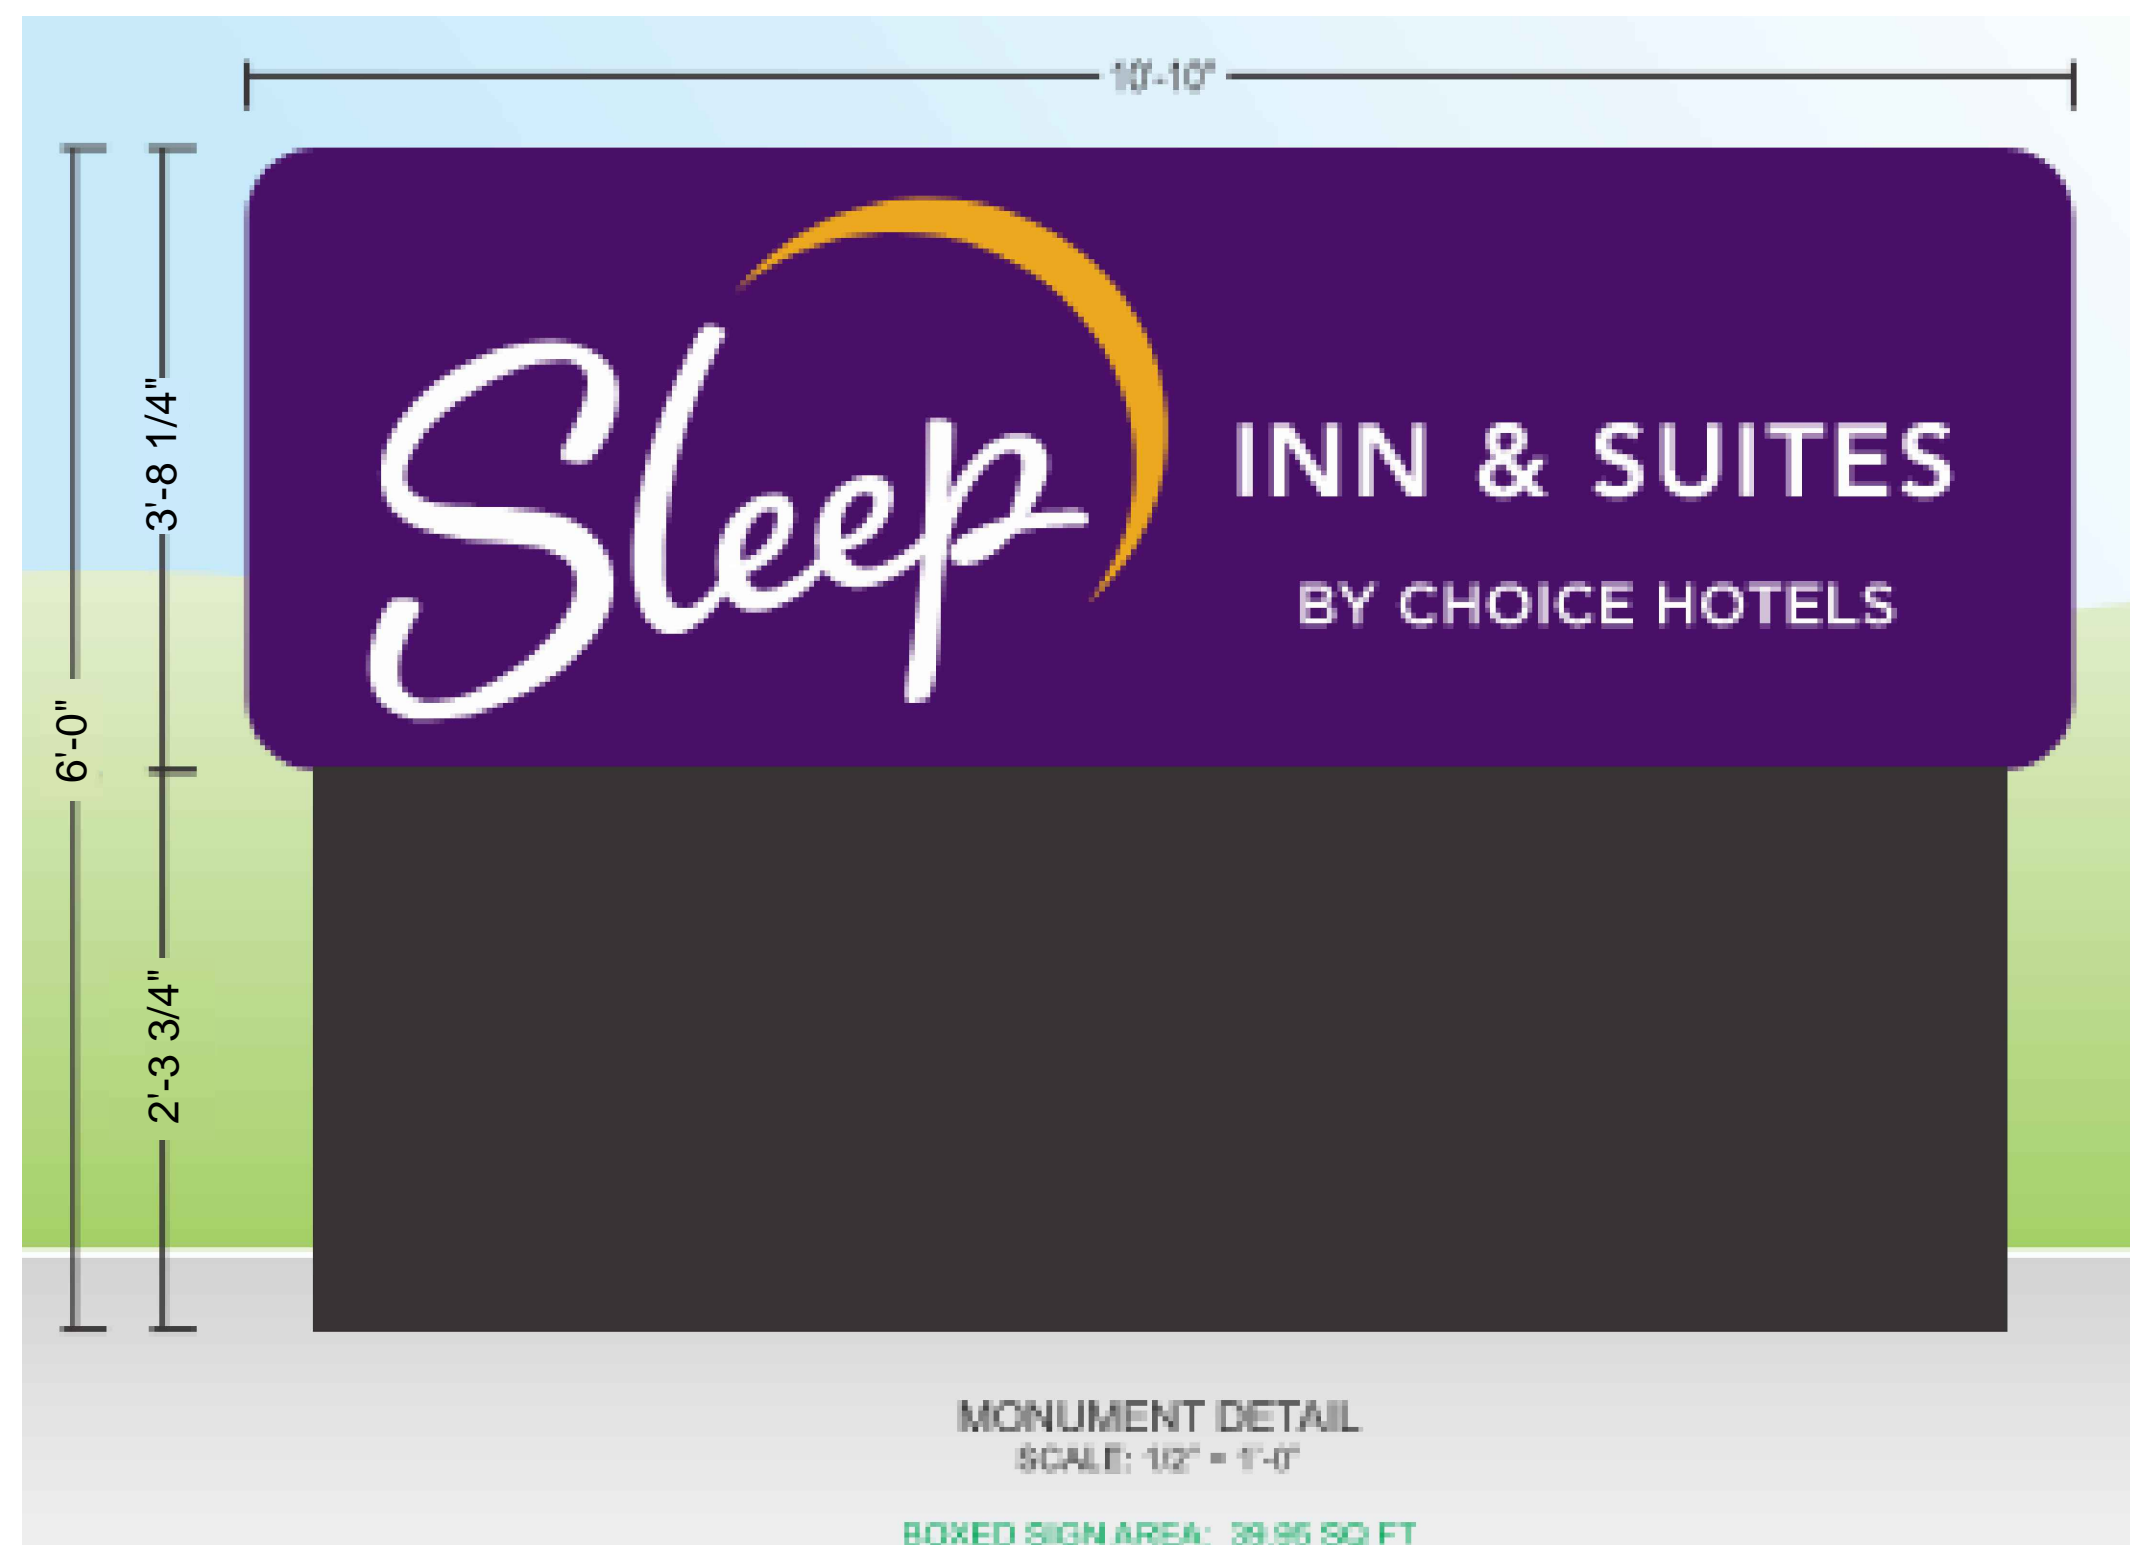 10'-10"
3'-8 1/4"
6'-0"
2'-3 3/4"
Sleep
INN & SUITES
BY CHOICE HOTELS
MONUMENT DETAIL
SCALE: 1/2" = 1'-0"
BOXED SIGN AREA: 39.95 SQ FT